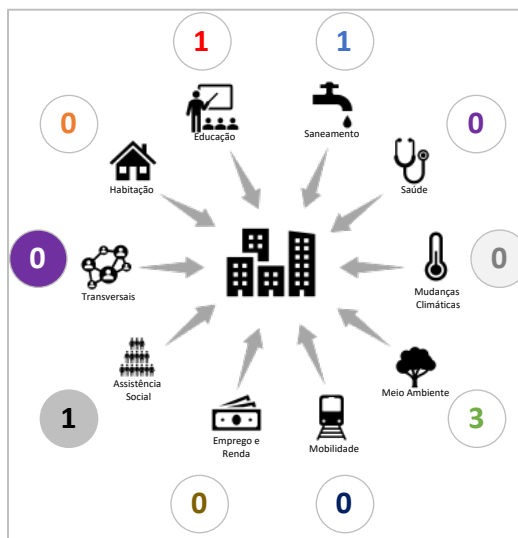 1
1
Educação
Saneamento
0
0
Habitação
Saúde
0
0
Transversais
Mudanças
Climáticas
Assistência
Social
Meio Ambiente
1
3
Emprego e
Renda
Mobilidade
0
0